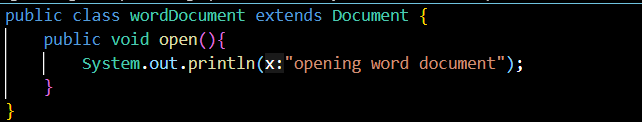 public class wordDocument extends Document {
    public void open(){
        System.out.println(x:"opening word document");
    }
}